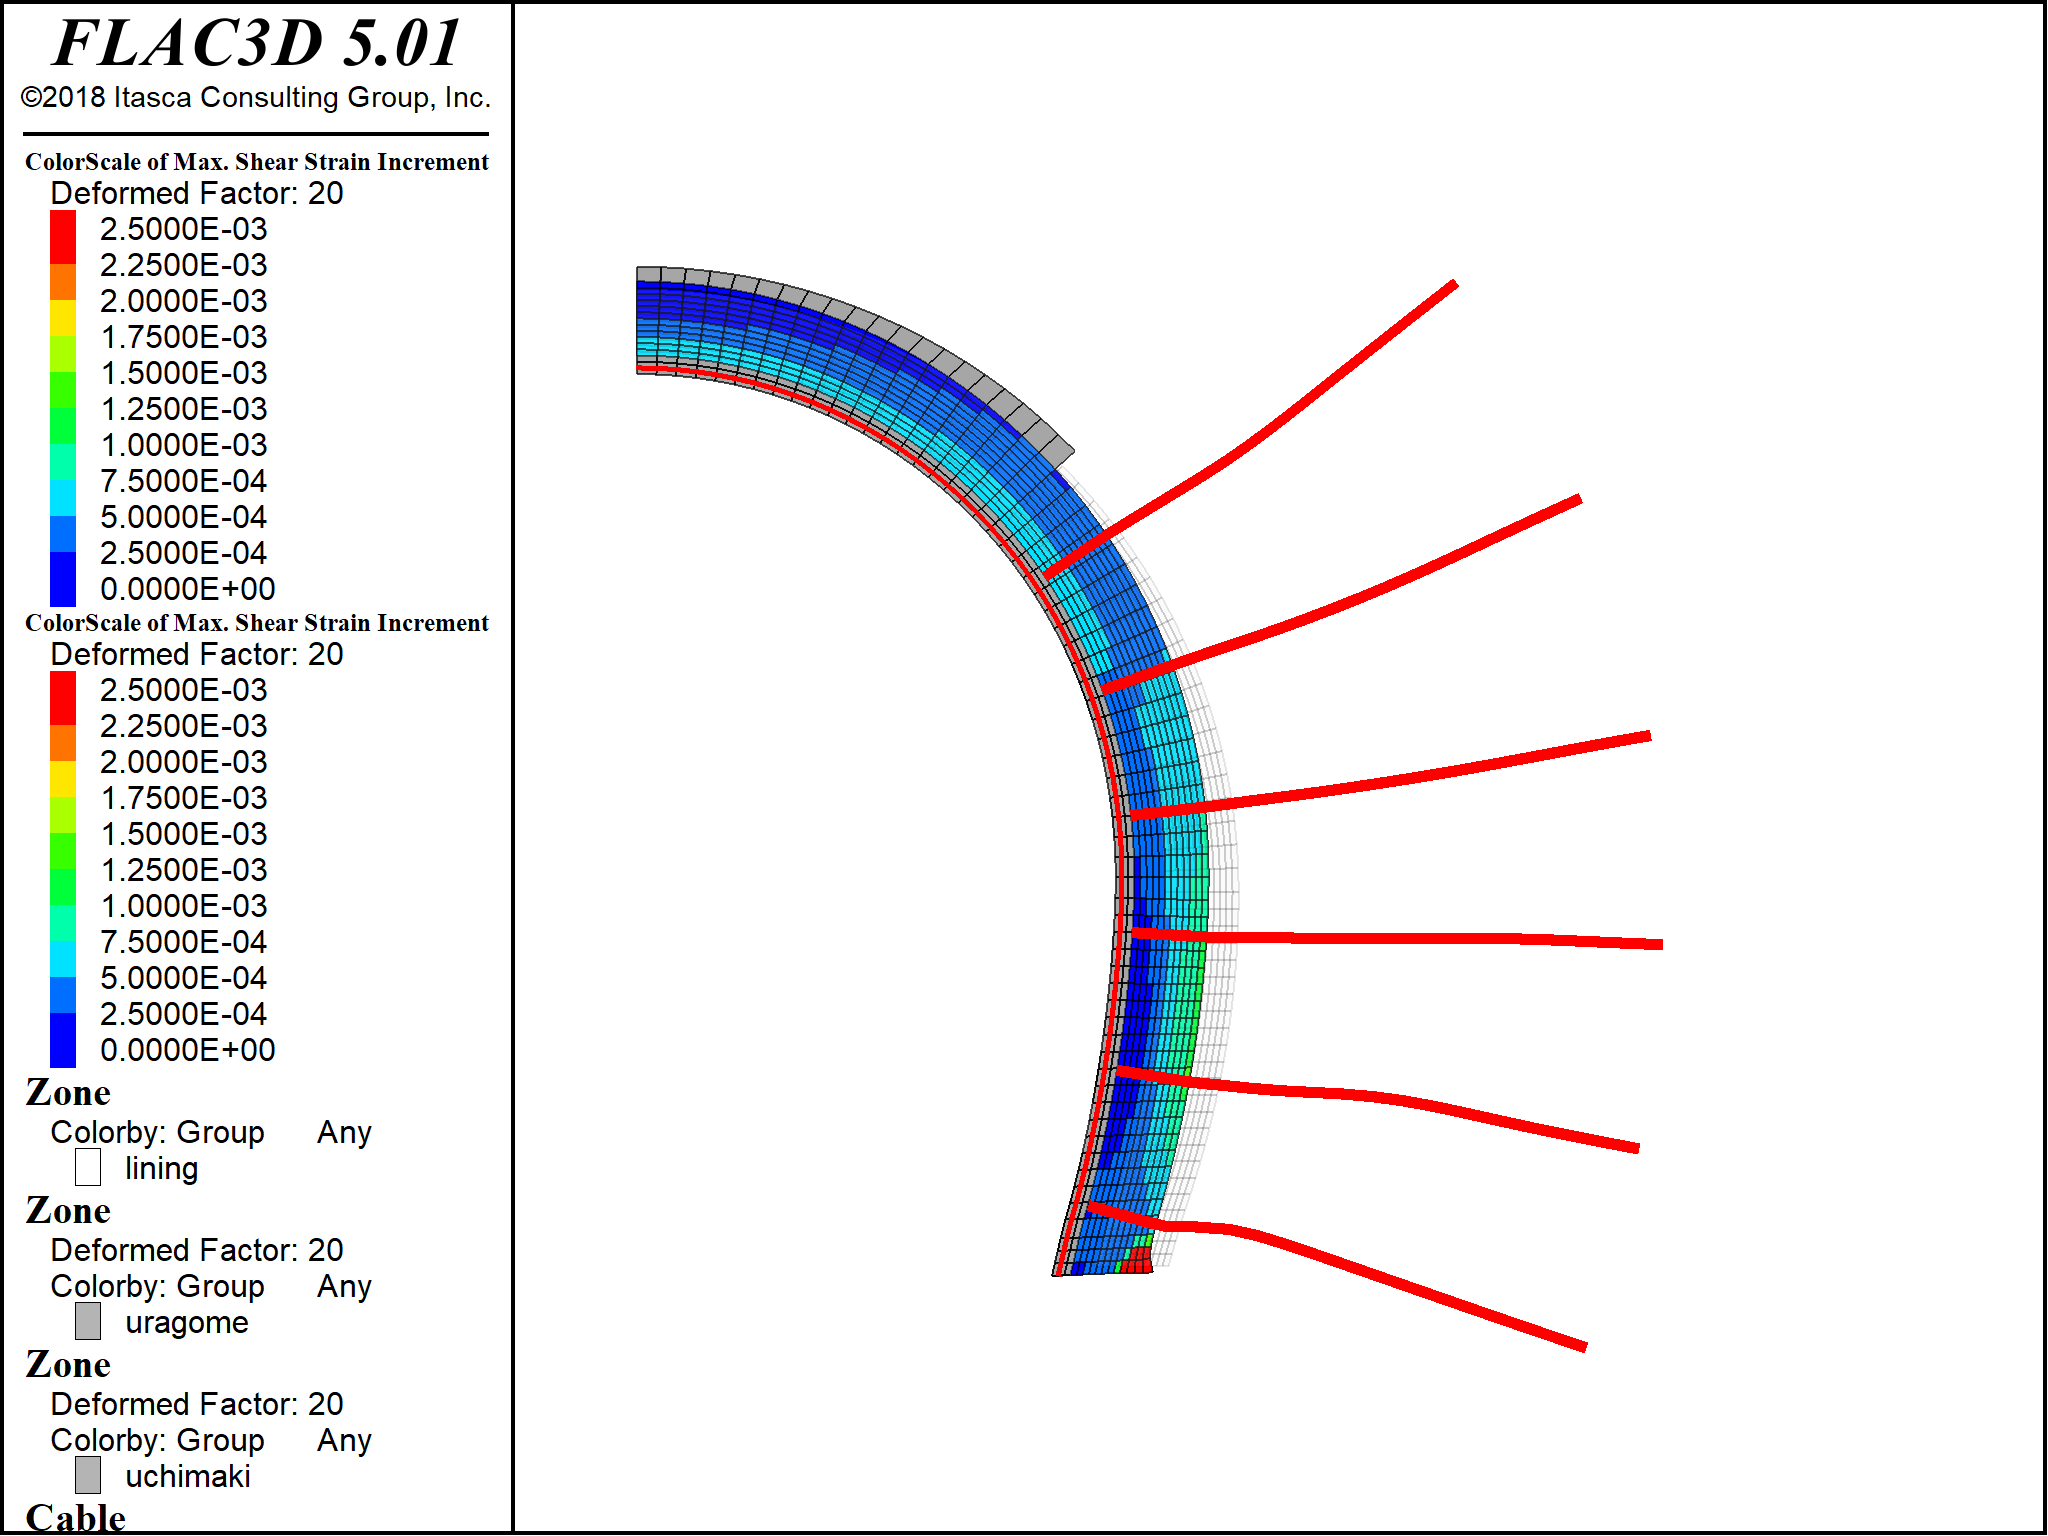 FLAC3D 5.01
©2018 Itasca Consulting Group, Inc.
ColorScale of Max. Shear Strain Increment
Deformed Factor: 20
2.5000E-03
2.2500E-03
2.0000E-03
1.7500E-03
1.5000E-03
1.2500E-03
1.0000E-03
7.5000E-04
5.0000E-04
2.5000E-04
0.0000E+00
ColorScale of Max. Shear Strain Increment
Deformed Factor: 20
2.5000E-03
2.2500E-03
2.0000E-03
1.7500E-03
1.5000E-03
1.2500E-03
1.0000E-03
7.5000E-04
5.0000E-04
2.5000E-04
0.0000E+00
Zone
Colorby: Group Any
lining
Zone
Deformed Factor: 20
Colorby: Group Any
uragome
Zone
Deformed Factor: 20
Colorby: Group Any
uchimaki
Cable